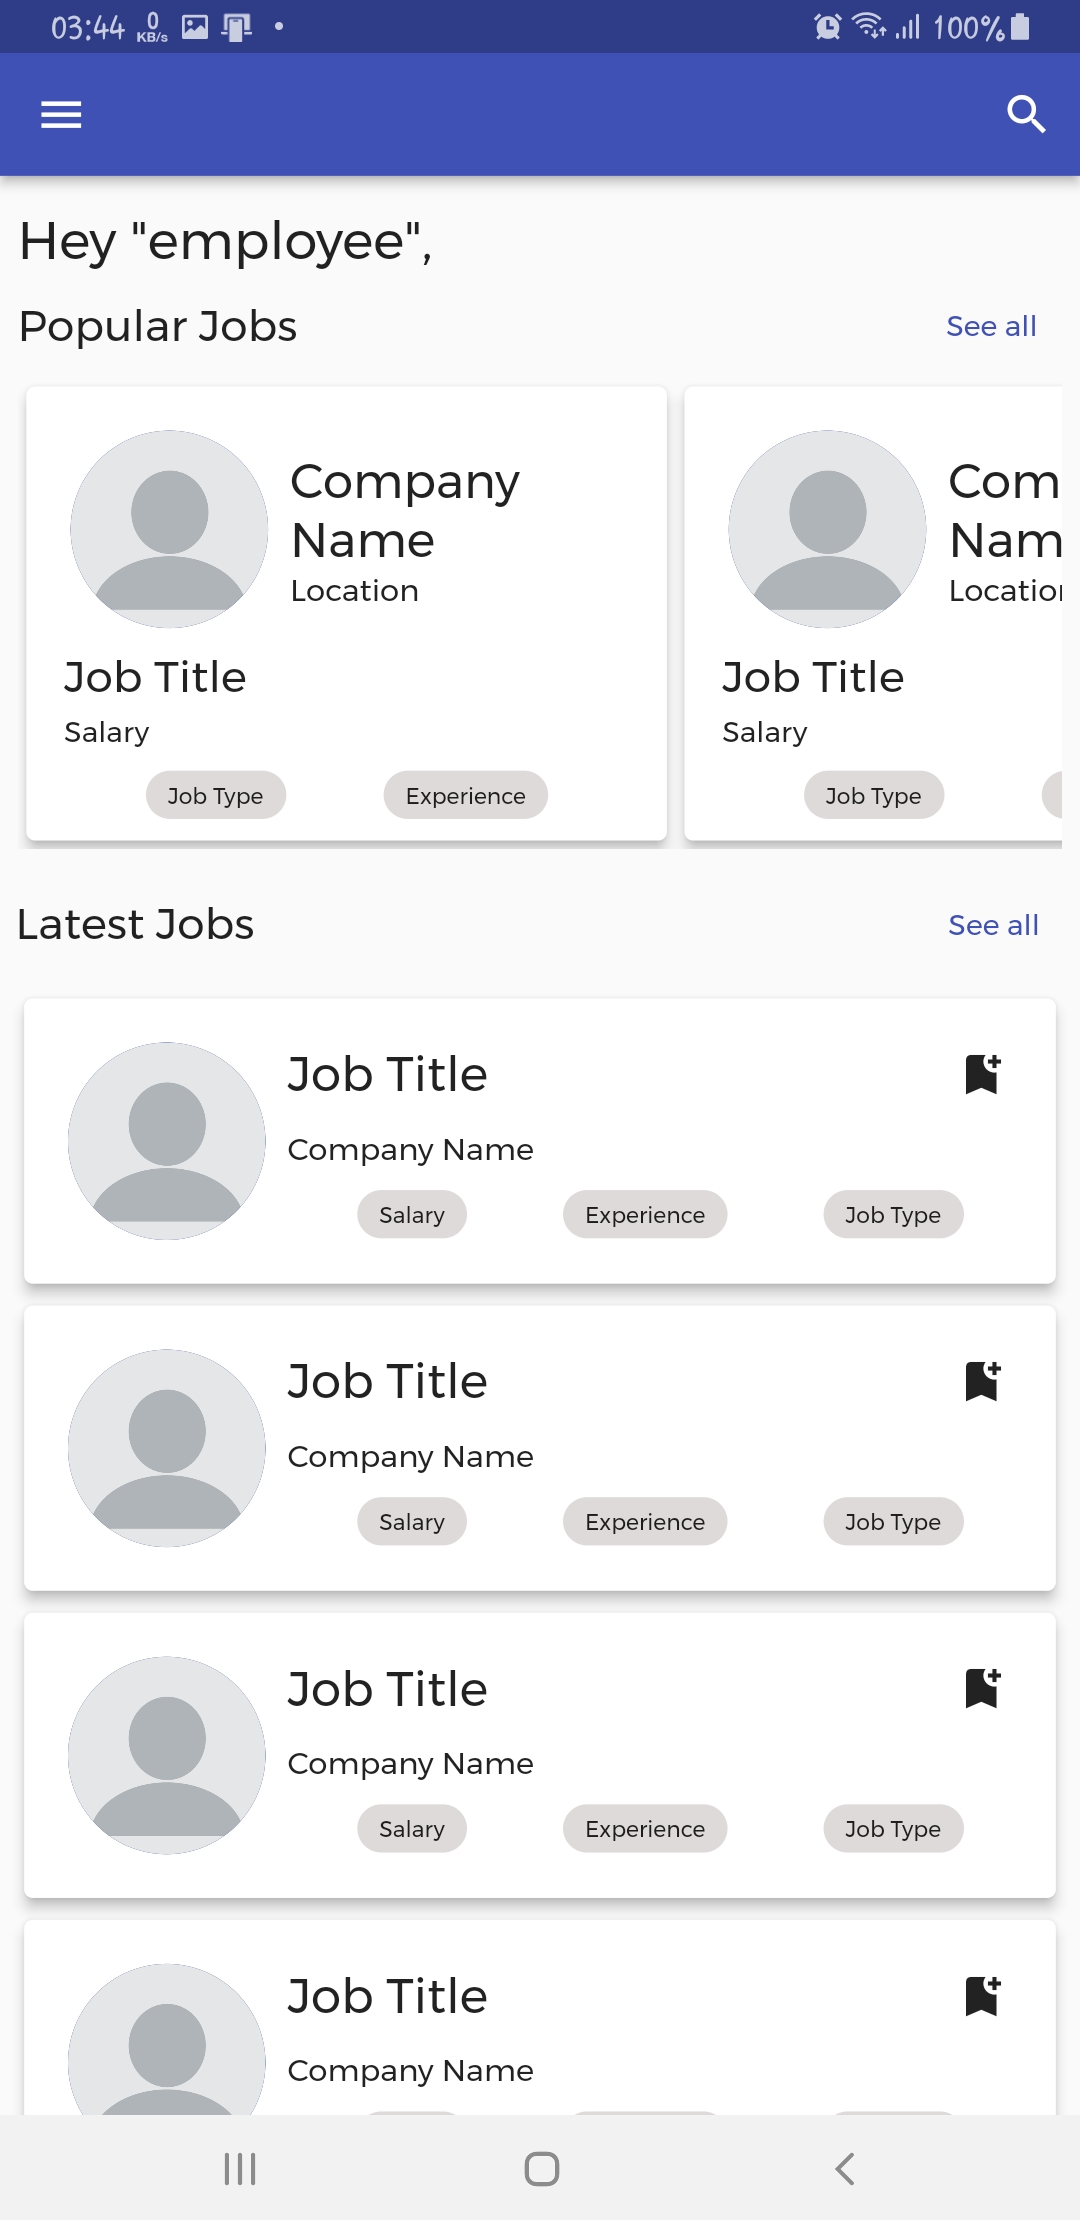 03:44 0 KB/s 100%
Hey "employee",
Popular Jobs See all
Company Name
Location
Job Title
Salary
Job Type Experience
Com
Nam
Locatio
Job Title
Salary
Job Type
Latest Jobs See all
Job Title
Company Name
Salary Experience Job Type
Job Title
Company Name
Salary Experience Job Type
Job Title
Company Name
Salary Experience Job Type
Job Title
Company Name